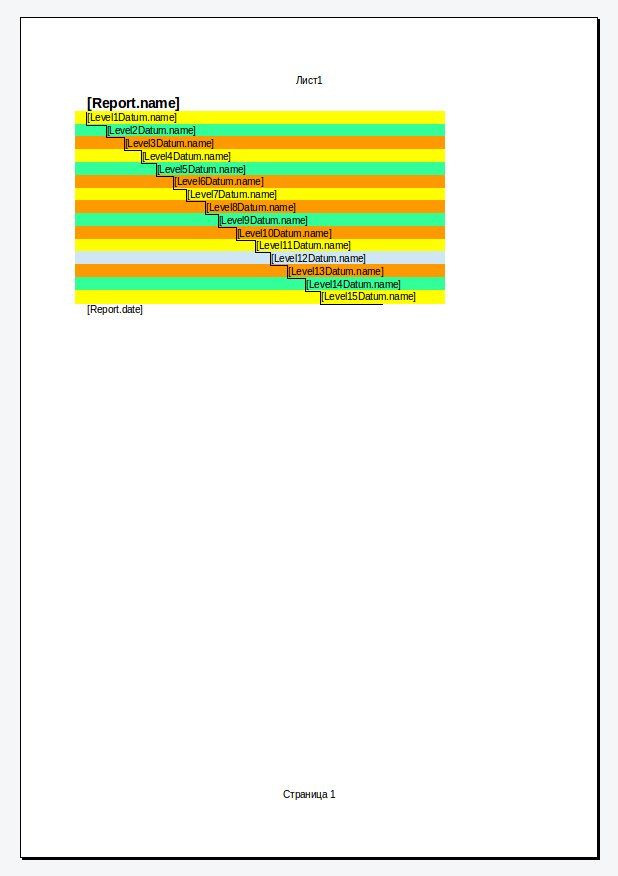 Лист1
[Report.name]
[Level1Datum.name]
[Level2Datum.name]
[Level3Datum.name]
[Level4Datum.name]
[Level5Datum.name]
[Level6Datum.name]
[Level7Datum.name]
[Level8Datum.name]
[Level9Datum.name]
[Level10Datum.name]
[Level11Datum.name]
[Level12Datum.name]
[Level13Datum.name]
[Level14Datum.name]
[Level15Datum.name]
[Report.date]
Страница 1